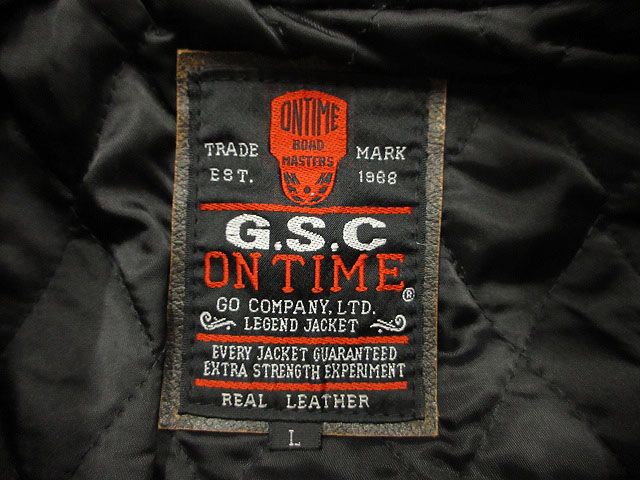 ONTIME
ROAD
MASTERS
TRADE MARK
EST. 1968
G.S.C
ON TIME®
GO COMPANY, LTD.
LEGEND JACKET
EVERY JACKET GUARANTEED
EXTRA STRENGTH EXPERIMENT
REAL LEATHER
L